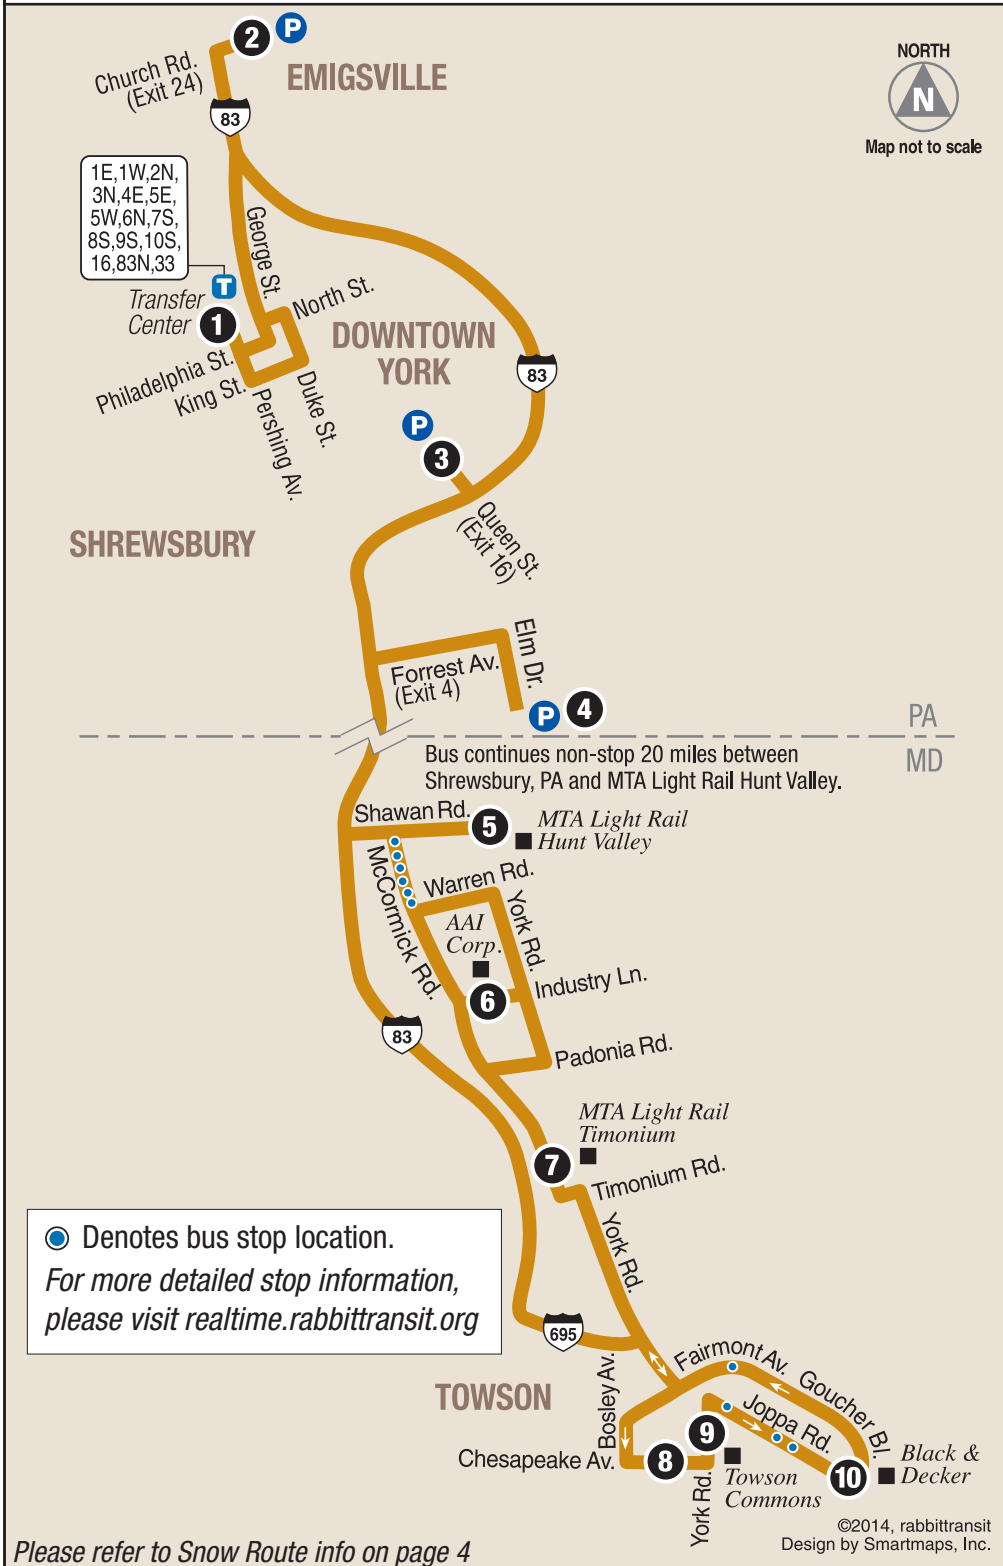 2
P
Church Rd.
(Exit 24)
EMIGSVILLE
NORTH
N
Map not to scale
83
1E,1W,2N,
3N,4E,5E,
5W,6N,7S,
8S,9S,10S,
16,83N,33
George St.
T
Transfer
Center
1
North St.
DOWNTOWN
YORK
83
Philadelphia St.
King St.
Pershing Av.
Duke St.
P
3
Queen St.
(Exit 16)
SHREWSBURY
Elm Dr.
Forrest Av.
(Exit 4)
P
4
PA
MD
Bus continues non-stop 20 miles between
Shrewsbury, PA and MTA Light Rail Hunt Valley.
Shawan Rd.
5
MTA Light Rail
Hunt Valley
McCormick Rd.
Warren Rd.
York Rd.
AAI
Corp.
6
Industry Ln.
83
Padonia Rd.
MTA Light Rail
Timonium
7
Timonium Rd.
York Rd.
Denotes bus stop location.
For more detailed stop information,
please visit realtime.rabbittransit.org
695
TOWSON
Bosley Av.
Fairmont Av.
Goucher Bl.
Joppa Rd.
9
Chesapeake Av.
8
York Rd.
Towson
Commons
10
Black &
Decker
©2014, rabbittransit
Design by Smartmaps, Inc.
Please refer to Snow Route info on page 4